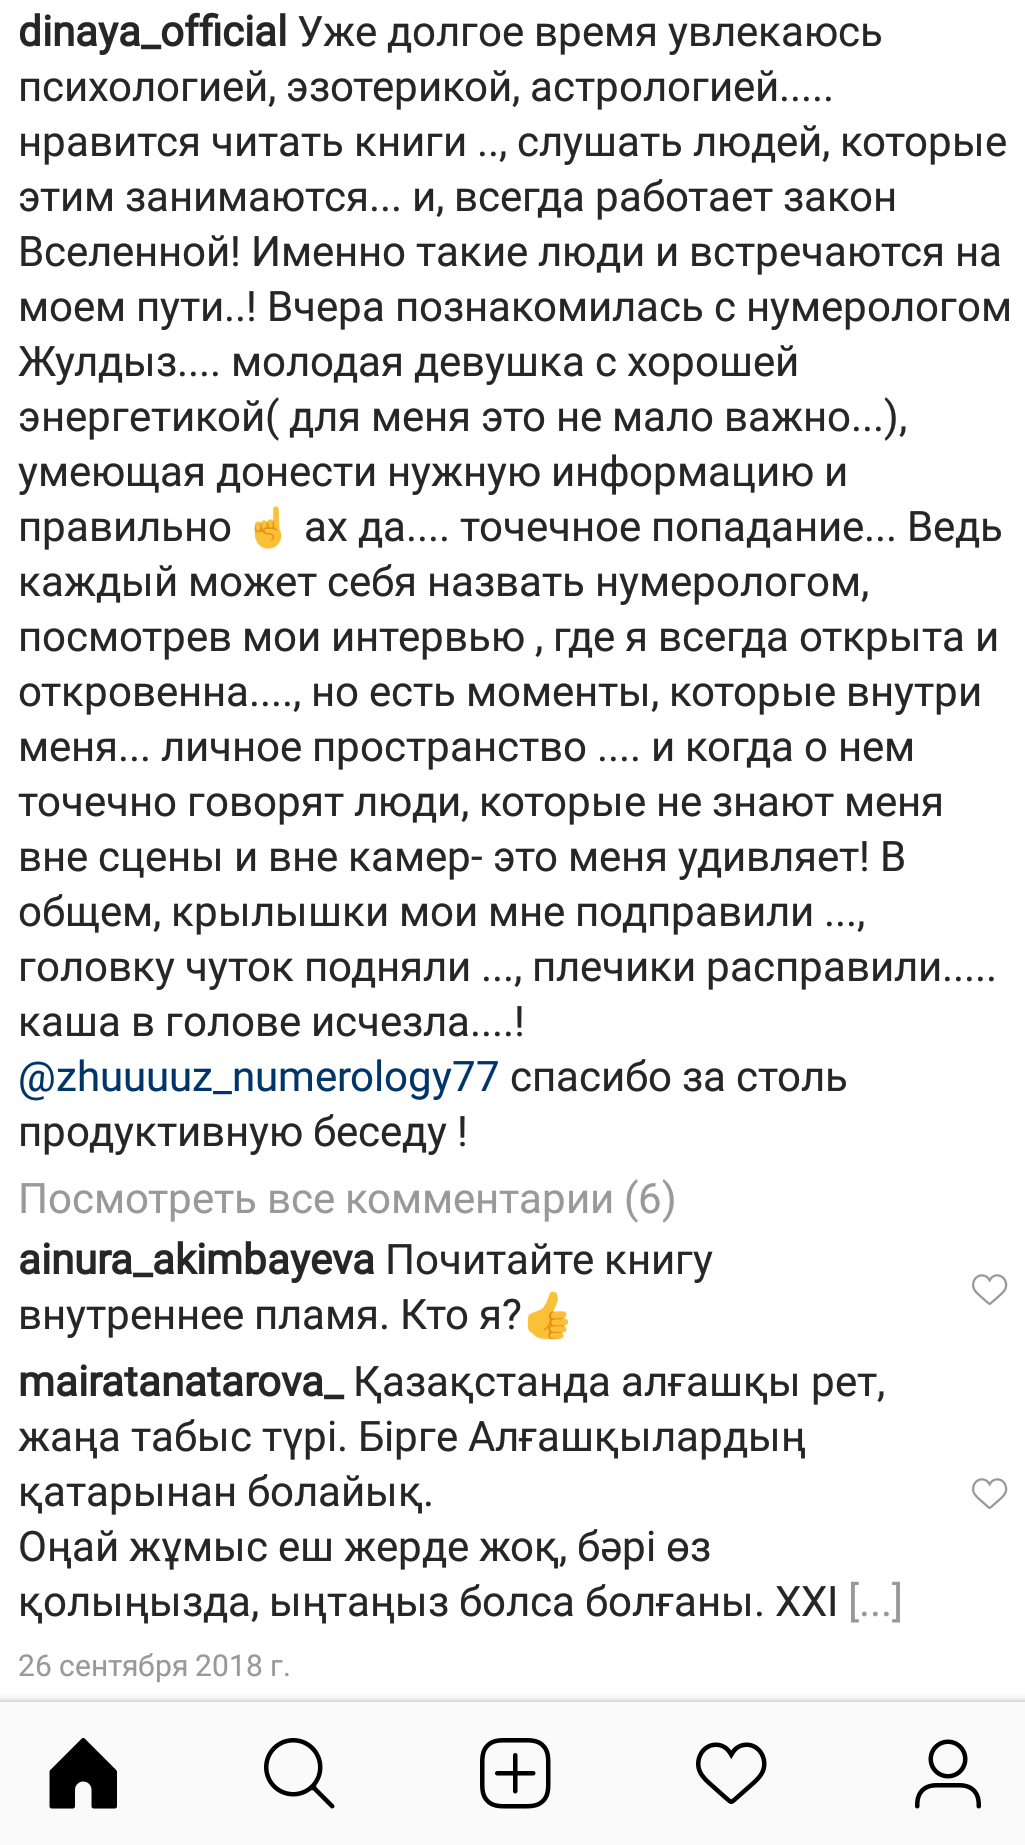 dinaya_official Уже долгое время увлекаюсь
психологией, эзотерикой, астрологией.....
нравится читать книги .., слушать людей, которые
этим занимаются... и, всегда работает закон
Вселенной! Именно такие люди и встречаются на
моем пути..! Вчера познакомилась с нумерологом
Жулдыз.... молодая девушка с хорошей
энергетикой( для меня это не мало важно...),
умеющая донести нужную информацию и
правильно ☝ ах да.... точечное попадание... Ведь
каждый может себя назвать нумерологом,
посмотрев мои интервью , где я всегда открыта и
откровенна...., но есть моменты, которые внутри
меня... личное пространство .... и когда о нем
точечно говорят люди, которые не знают меня
вне сцены и вне камер- это меня удивляет! В
общем, крылышки мои мне подправили ...,
головку чуток подняли ..., плечики расправили.....
каша в голове исчезла....!
@zhuuuuz_numerology77 спасибо за столь
продуктивную беседу !
Посмотреть все комментарии (6)
ainura_akimbayeva Почитайте книгу
внутреннее пламя. Кто я?👍
mairatanatarova_ Қазақстанда алғашқы рет,
жаңа табыс түрі. Бірге Алғашқылардың
қатарынан болайық.
Оңай жұмыс еш жерде жоқ, бәрі өз
қолыңызда, ыңтаңыз болса болғаны. XXI [...]
26 сентября 2018 г.